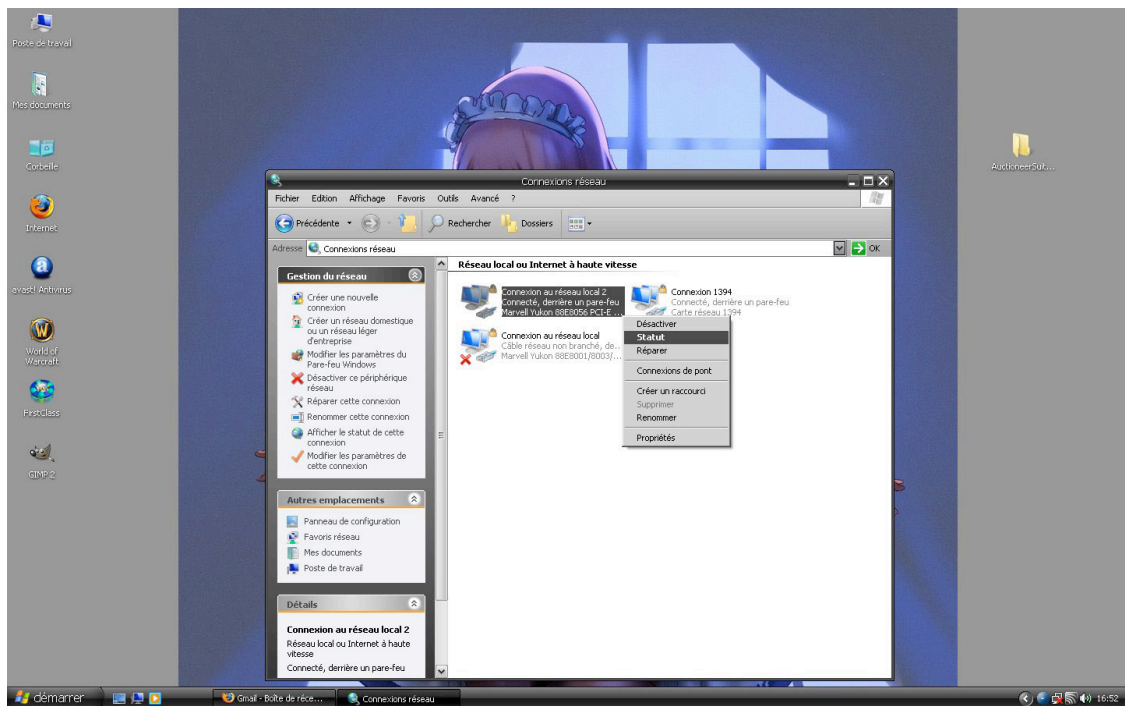 Poste de travail
Mes documents
Corbeille
Internet
avast! Antivirus
World of
Warcraft
FirstClass
GIMP 2
AuctioneerSuit...
Connexions réseau
Fichier Edition Affichage Favoris Outils Avancé ?
Précédente Rechercher Dossiers
Adresse Connexions réseau OK
Gestion du réseau
Créer une nouvelle
connexion
Créer un réseau domestique
ou un réseau léger
d'entreprise
Modifier les paramètres du
Pare-feu Windows
Désactiver ce périphérique
réseau
Réparer cette connexion
Renommer cette connexion
Afficher le statut de cette
connexion
Modifier les paramètres de
cette connexion
Autres emplacements
Panneau de configuration
Favoris réseau
Mes documents
Poste de travail
Détails
Connexion au réseau local 2
Réseau local ou Internet à haute
vitesse
Connecté, derrière un pare-feu
Réseau local ou Internet à haute vitesse
Connexion au réseau local 2
Connecté, derrière un pare-feu
Marvell Yukon 88E8056 PCI-E ...
Connexion 1394
Connecté, derrière un pare-feu
Carte réseau 1394
Connexion au réseau local
Câble réseau non branché, de...
Marvell Yukon 88E8001/8003/...
Désactiver
Statut
Réparer
Connexions de pont
Créer un raccourci
Supprimer
Renommer
Propriétés
démarrer
Gmail - Boîte de réce...
Connexions réseau
16:52